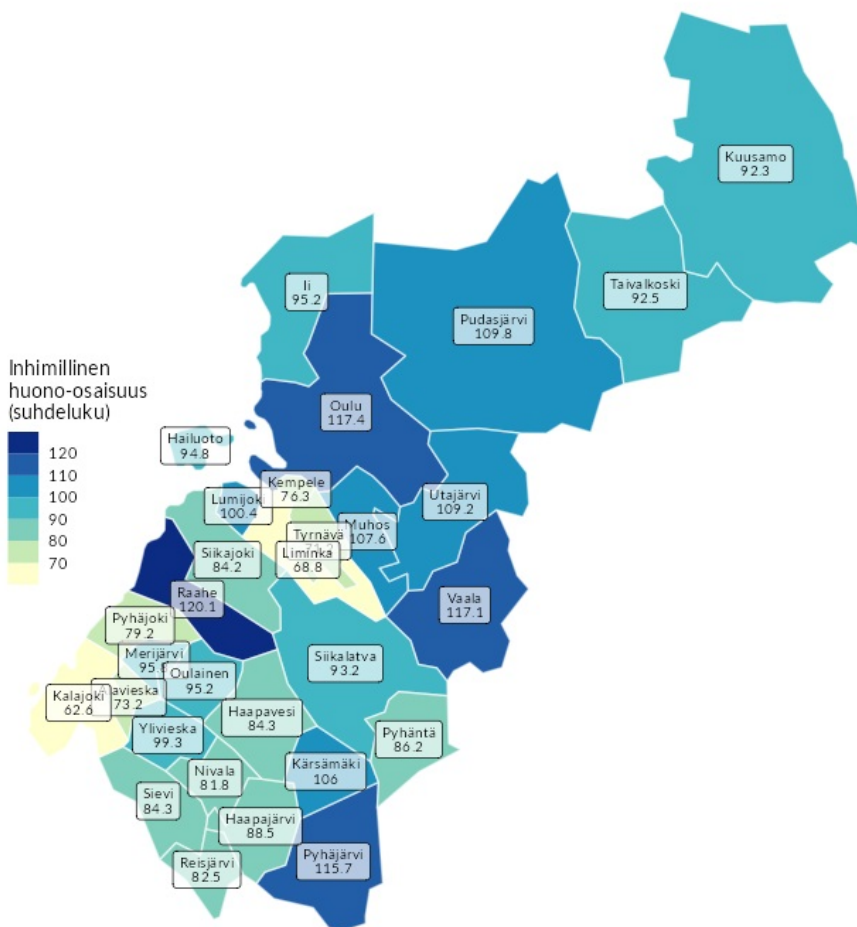 Kuusamo
92.3
Taivalkoski
92.5
Ii
95.2
Pudasjärvi
109.8
Inhimillinen
huono-osaisuus
(suhdeluku)
120
110
100
90
80
70
Oulu
117.4
Hailuoto
94.8
Kempele
76.3
Lumijoki
100.4
Utajärvi
109.2
Muhos
107.6
Tyrnävä
Liminka
68.8
Siikajoki
84.2
Raahe
120.1
Vaala
117.1
Pyhäjoki
79.2
Merijärvi
Oulainen
95.2
Siikalatva
93.2
Kalajoki
62.6
73.2
Haapavesi
84.3
Ylivieska
99.3
Pyhäntä
86.2
Nivala
81.8
Kärsämäki
106
Sievi
84.3
Haapajärvi
88.5
Reisjärvi
82.5
Pyhäjärvi
115.7